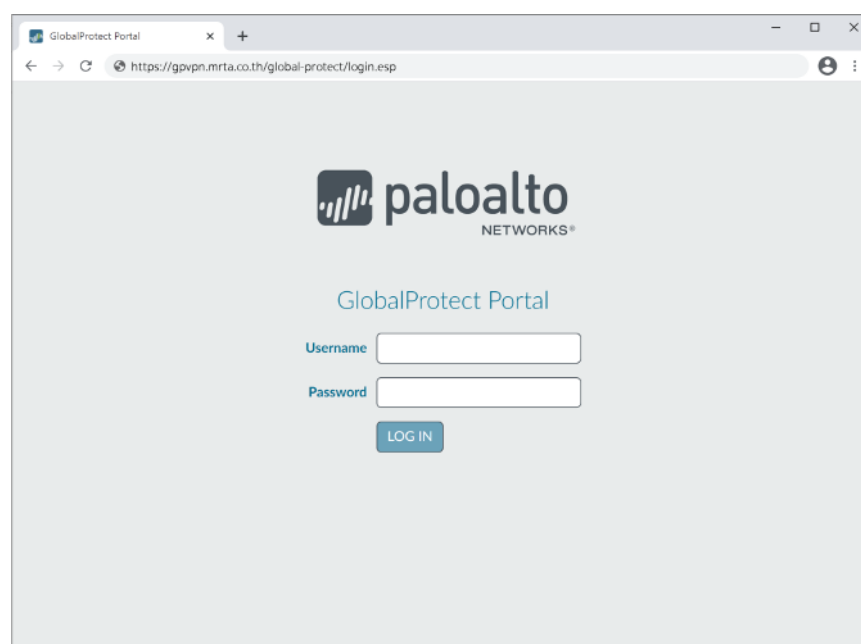 GlobalProtect Portal
https://gpvpn.mrta.co.th/global-protect/login.esp
paloalto
NETWORKS®
GlobalProtect Portal
Username
Password
LOG IN